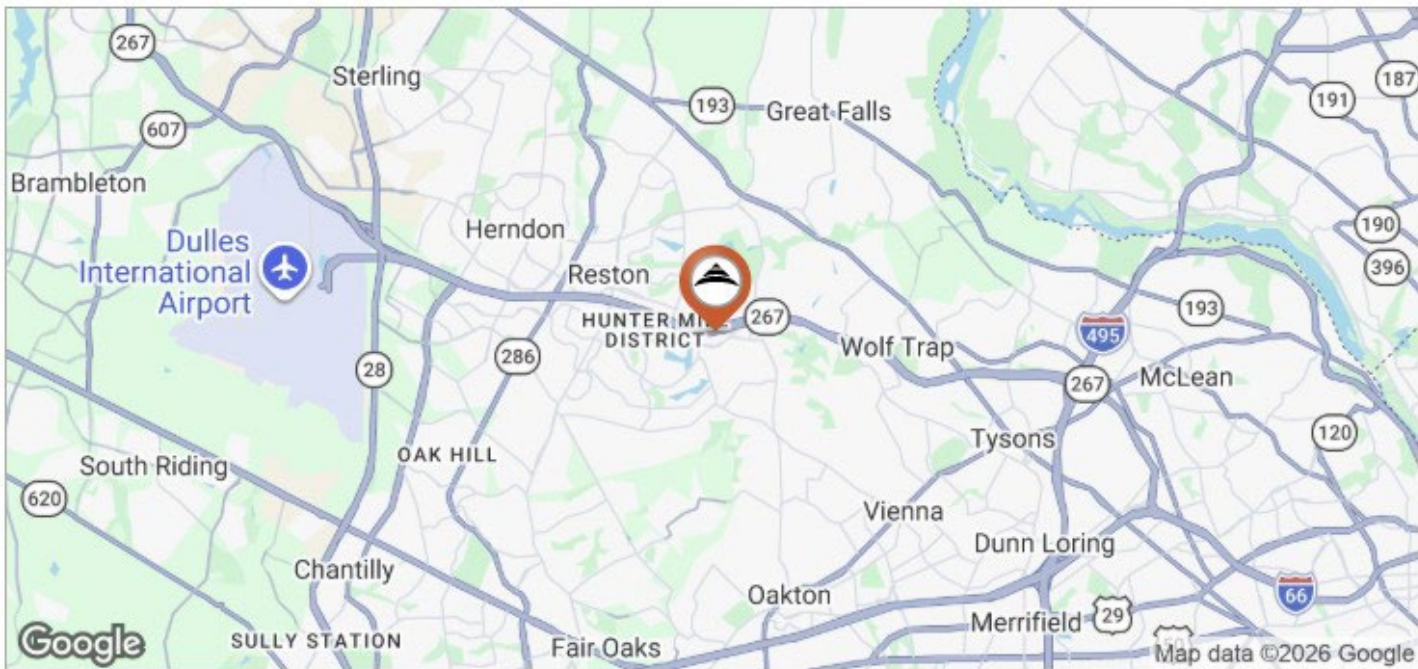 267
Sterling
187
193
191
Great Falls
607
Brambleton
190
Herndon
Dulles
International
Airport
396
Reston
193
267
HUNTER MILL
DISTRICT
495
Wolf Trap
286
28
267
McLean
120
Tysons
OAK HILL
South Riding
620
Vienna
Dunn Loring
Chantilly
Oakton
66
29
Merrifield
Google
SULLY STATION
Fair Oaks
50
Map data ©2026 Google